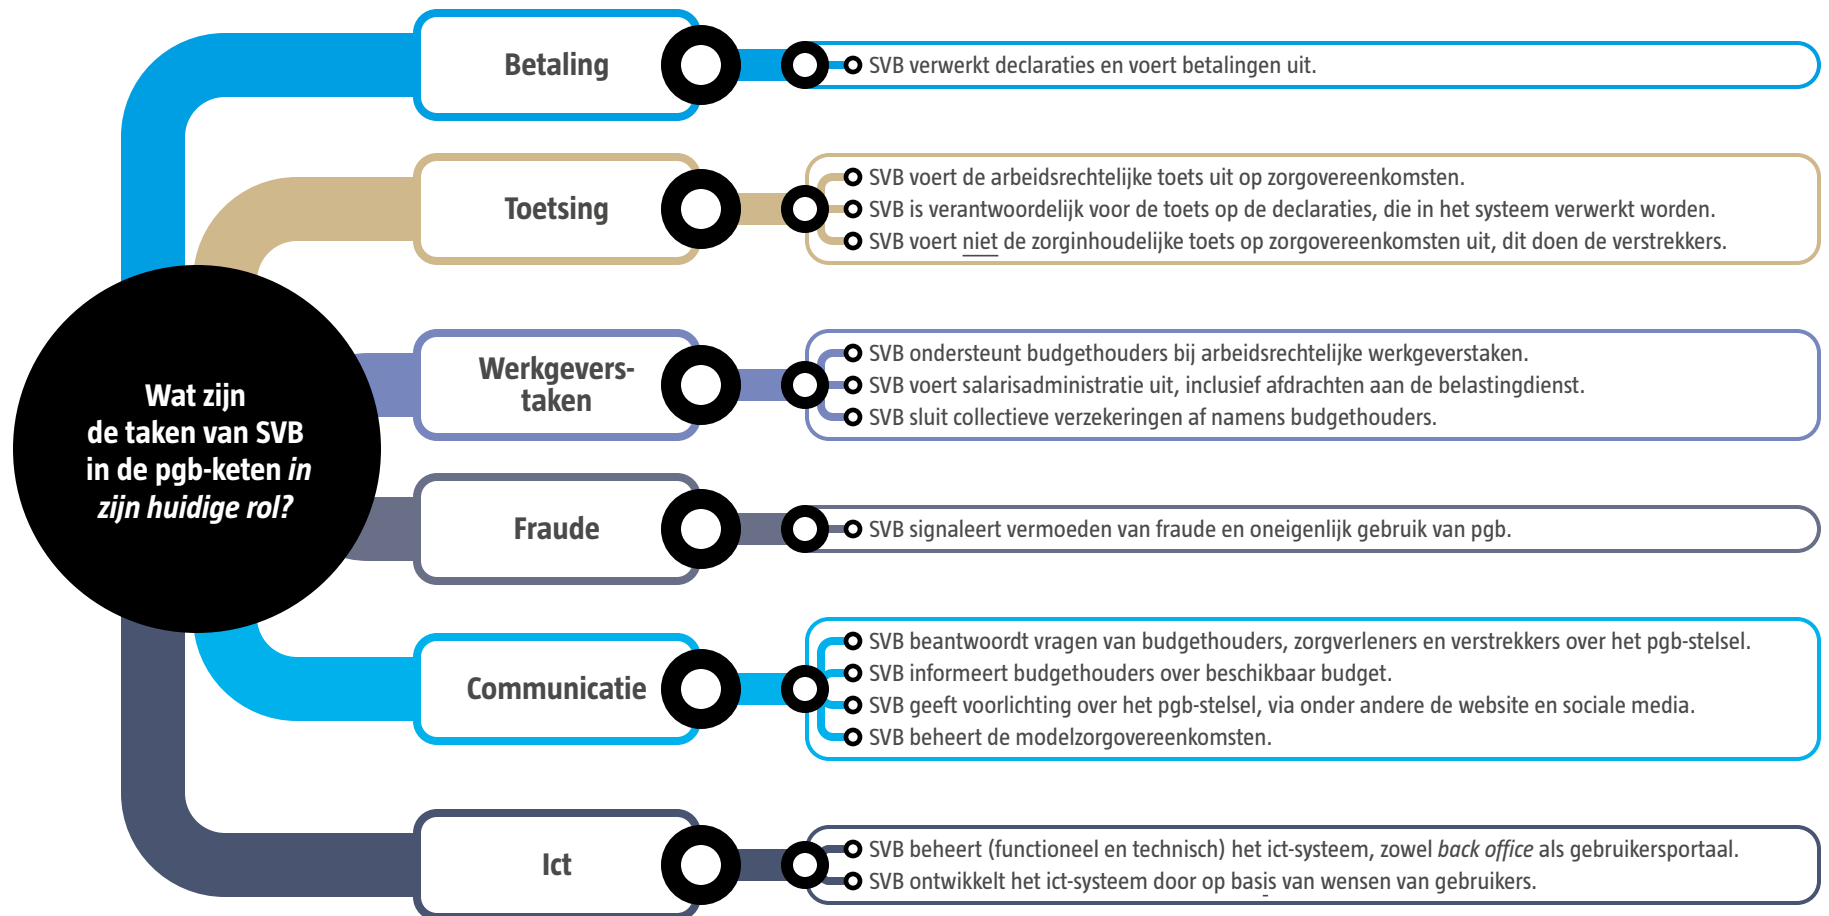 Wat zijn
de taken van SVB
in de pgb-keten in
zijn huidige rol?
Betaling
SVB verwerkt declaraties en voert betalingen uit.
Toetsing
SVB voert de arbeidsrechtelijke toets uit op zorgovereenkomsten.
SVB is verantwoordelijk voor de toets op de declaraties, die in het systeem verwerkt worden.
SVB voert niet de zorginhoudelijke toets op zorgovereenkomsten uit, dit doen de verstrekkers.
Werkgevers-
taken
SVB ondersteunt budgethouders bij arbeidsrechtelijke werkgeverstaken.
SVB voert salarisadministratie uit, inclusief afdrachten aan de belastingdienst.
SVB sluit collectieve verzekeringen af namens budgethouders.
Fraude
SVB signaleert vermoeden van fraude en oneigenlijk gebruik van pgb.
Communicatie
SVB beantwoordt vragen van budgethouders, zorgverleners en verstrekkers over het pgb-stelsel.
SVB informeert budgethouders over beschikbaar budget.
SVB geeft voorlichting over het pgb-stelsel, via onder andere de website en sociale media.
SVB beheert de modelzorgovereenkomsten.
Ict
SVB beheert (functioneel en technisch) het ict-systeem, zowel back office als gebruikersportaal.
SVB ontwikkelt het ict-systeem door op basis van wensen van gebruikers.